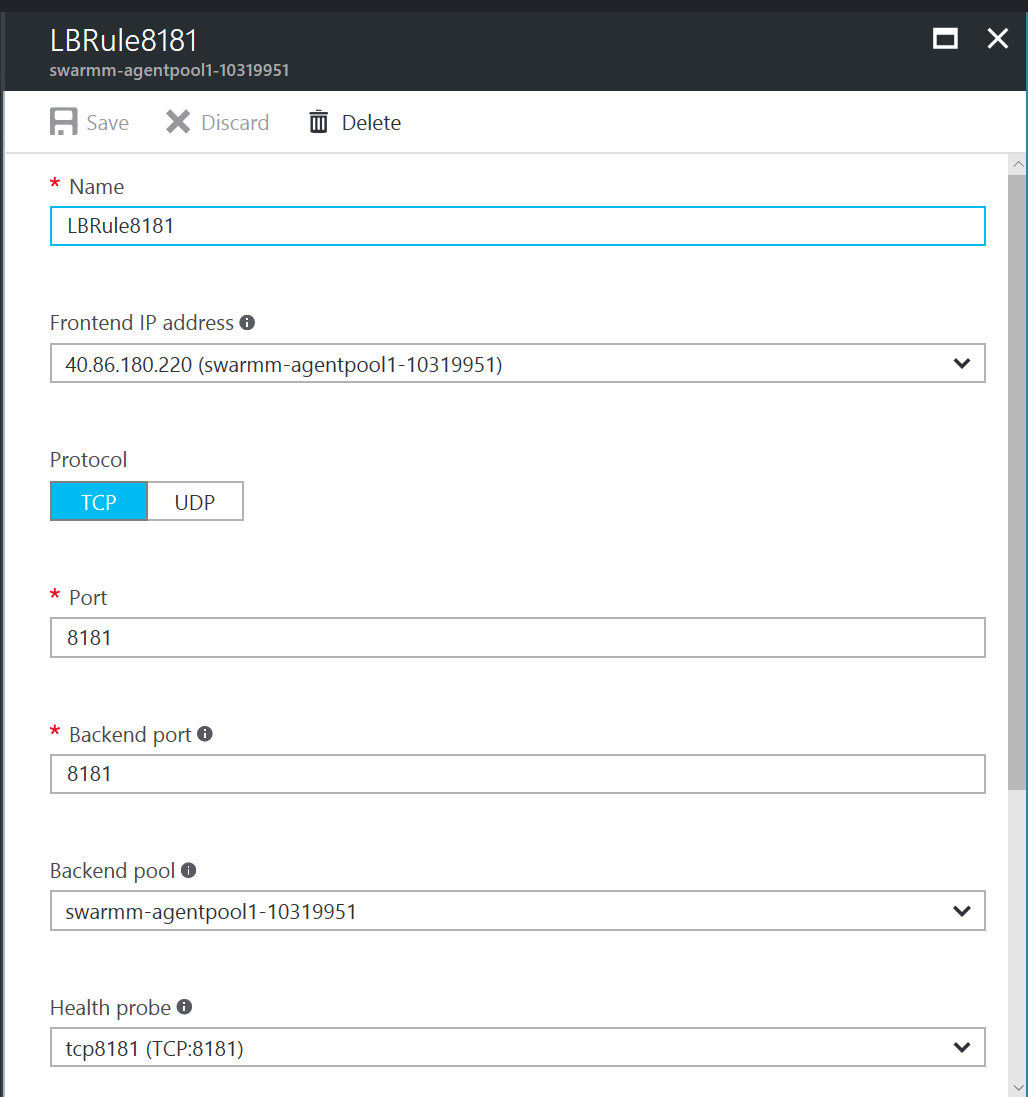 LBRule8181
swarmm-agentpool1-10319951
Save Discard Delete
* Name
LBRule8181
Frontend IP address
40.86.180.220 (swarmm-agentpool1-10319951)
Protocol
TCP UDP
* Port
8181
* Backend port
8181
Backend pool
swarmm-agentpool1-10319951
Health probe
tcp8181 (TCP:8181)